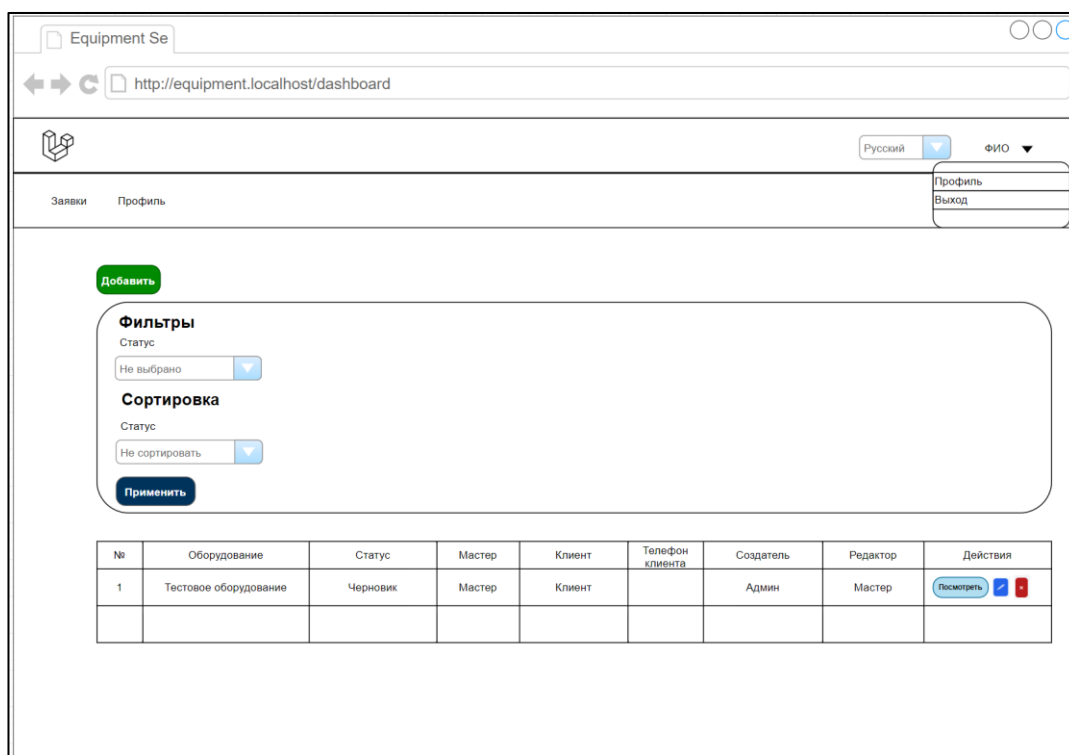 Equipment Se
http://equipment.localhost/dashboard
Русский
ФИО
Профиль
Выход
Заявки Профиль
Добавить
Фильтры
Статус
Не выбрано
Сортировка
Статус
Не сортировать
Применить
№ Оборудование Статус Мастер Клиент Телефон клиента Создатель Редактор Действия
1 Тестовое оборудование Черновик Мастер Клиент Админ Мастер Посмотреть